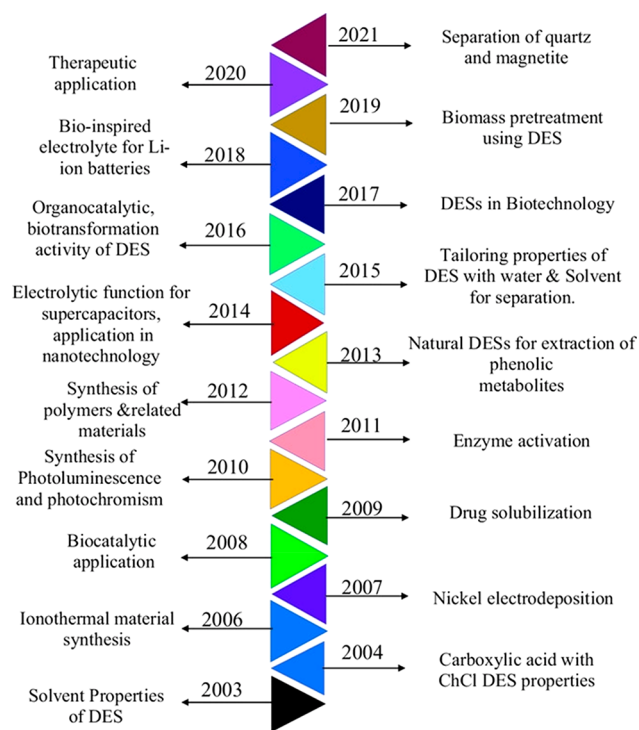 2021
Separation of quartz
and magnetite
Therapeutic
application
2020
2019
Biomass pretreatment
using DES
Bio-inspired
electrolyte for Li-
ion batteries
2018
2017
DESs in Biotechnology
Organocatalytic,
biotransformation
activity of DES
2016
2015
Tailoring properties of
DES with water & Solvent
for separation.
Electrolytic function for
supercapacitors,
application in
nanotechnology
2014
2013
Natural DESs for extraction of
phenolic
metabolites
Synthesis of
polymers &related
materials
2012
2011
Enzyme activation
Synthesis of
Photoluminescence
and photochromism
2010
2009
Drug solubilization
Biocatalytic
application
2008
2007
Nickel electrodeposition
Ionothermal material
synthesis
2006
2004
Carboxylic acid with
ChCl DES properties
Solvent Properties
of DES
2003